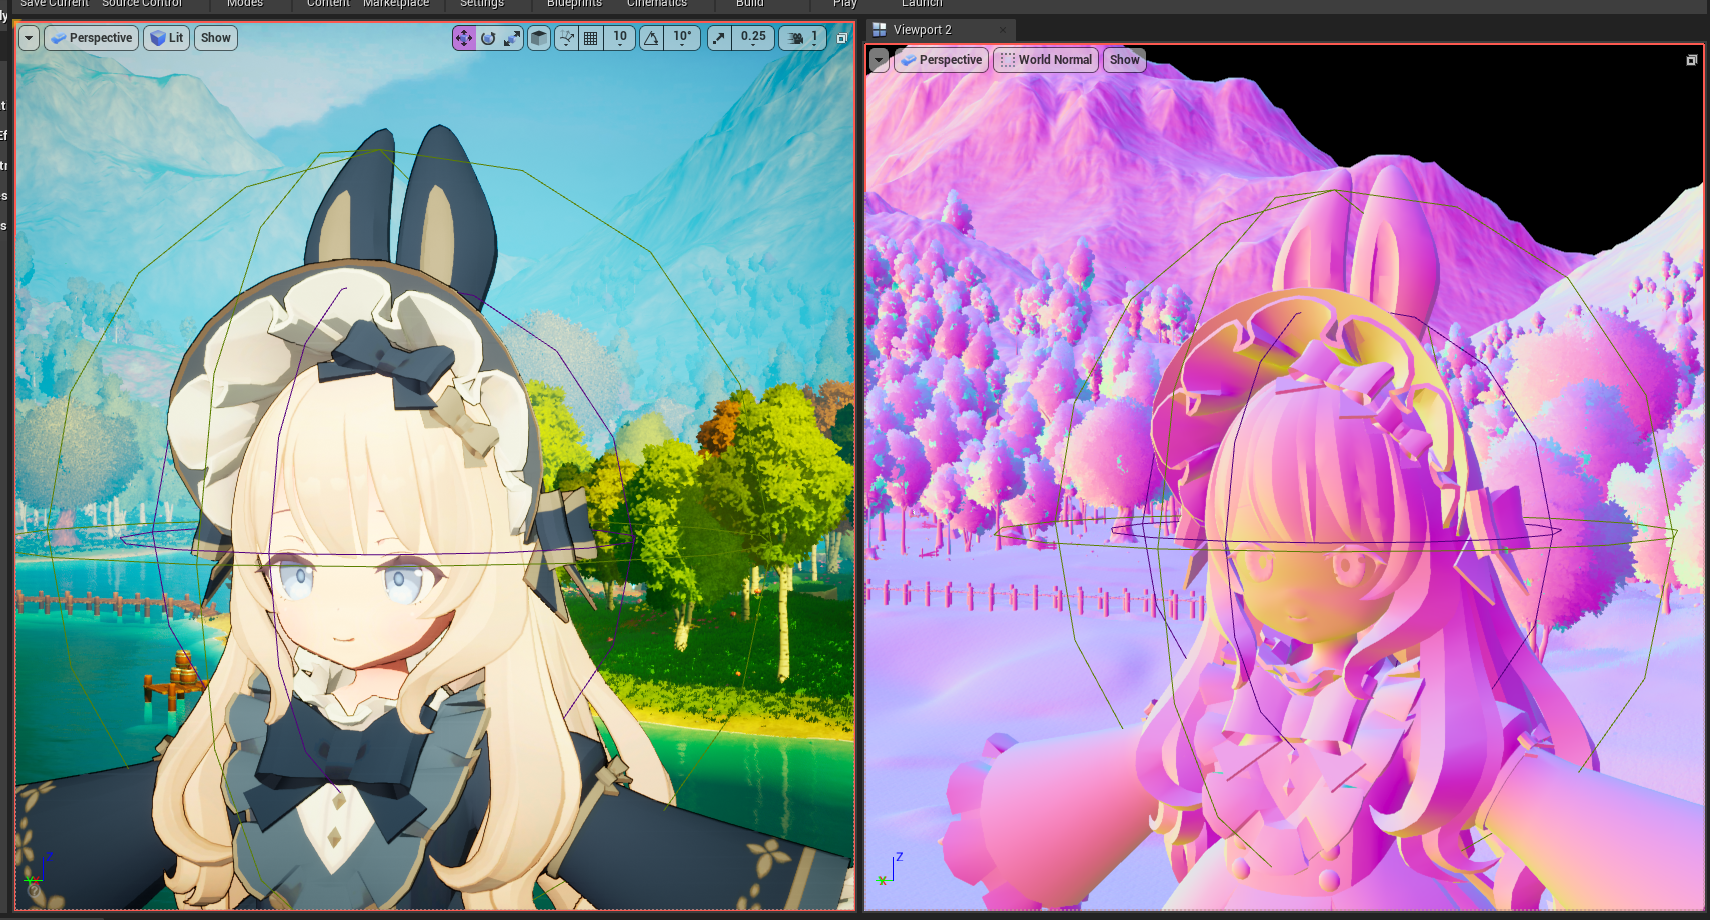 Save Current Source Control Modes Content Marketplace Settings Blueprints Cinematics Build Play Launch
Perspective Lit Show 10 10° 0.25 1
Viewport 2
Perspective World Normal Show
Z
Z
X